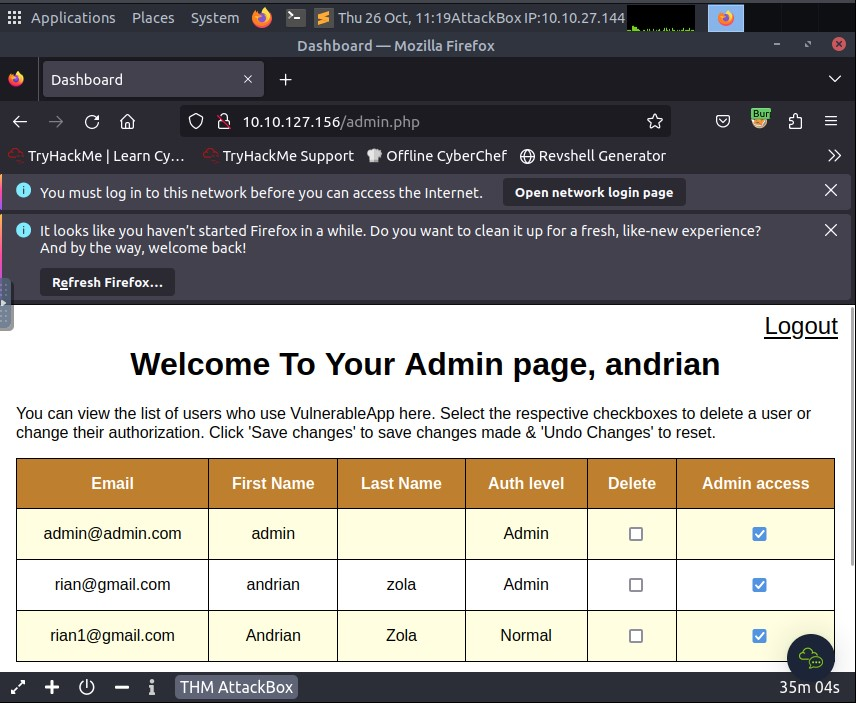 Applications Places System Thu 26 Oct, 11:19AttackBox IP:10.10.27.144
Dashboard — Mozilla Firefox
Dashboard
10.10.127.156/admin.php
Bur
TryHackMe | Learn Cy… TryHackMe Support Offline CyberChef Revshell Generator
You must log in to this network before you can access the Internet. Open network login page
It looks like you haven’t started Firefox in a while. Do you want to clean it up for a fresh, like-new experience?
And by the way, welcome back!
Refresh Firefox…
Logout
Welcome To Your Admin page, andrian
You can view the list of users who use VulnerableApp here. Select the respective checkboxes to delete a user or
change their authorization. Click 'Save changes' to save changes made & 'Undo Changes' to reset.
Email First Name Last Name Auth level Delete Admin access
admin@admin.com admin Admin
rian@gmail.com andrian zola Admin
rian1@gmail.com Andrian Zola Normal
THM AttackBox 35m 04s